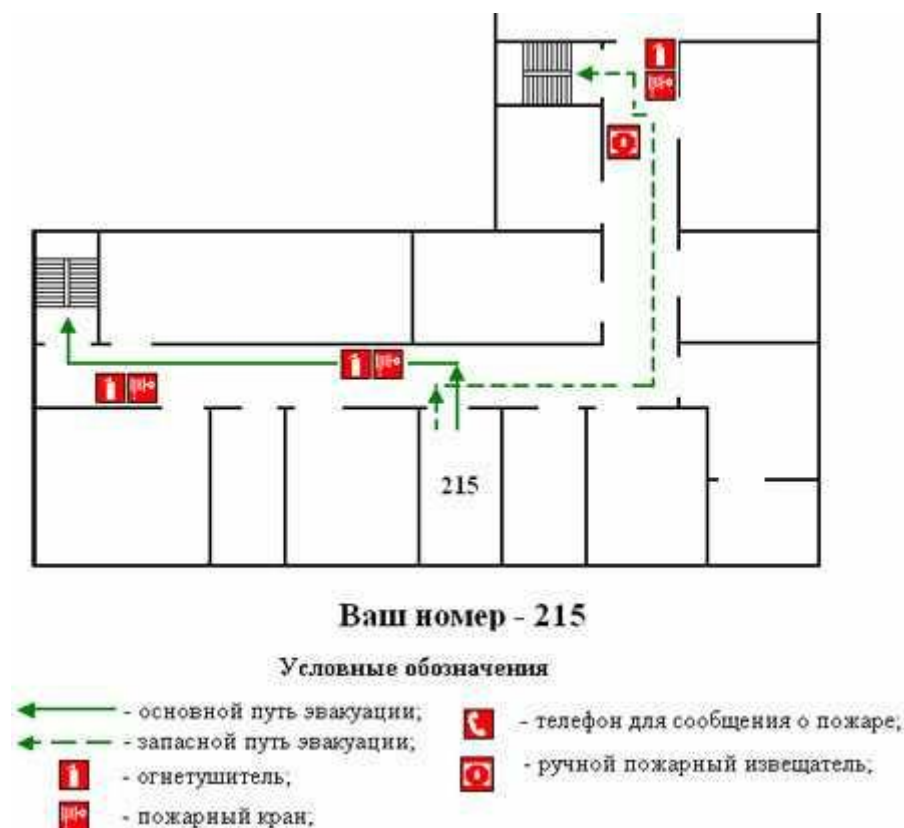 215
Ваш номер - 215
Условные обозначения
- основной путь эвакуации;
- запасной путь эвакуации;
- огнетушитель;
- пожарный кран;
- телефон для сообщения о пожаре;
- ручной пожарный извещатель;